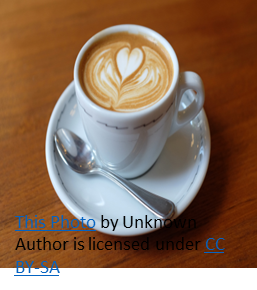 This Photo by Unknown
Author is licensed under CC
BY-SA